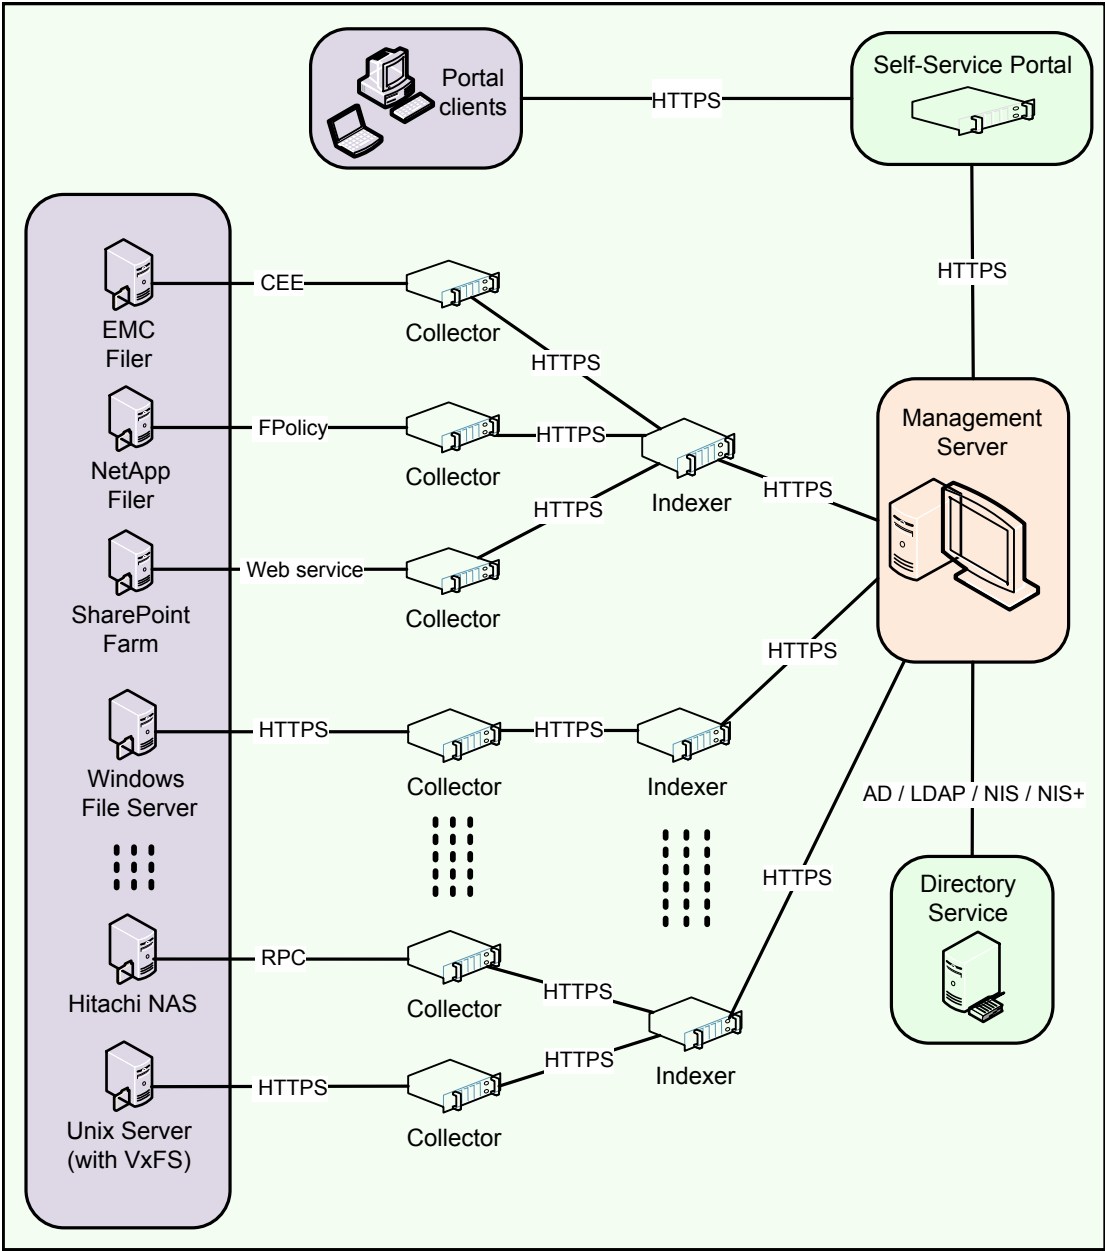 Portal
clients
HTTPS
Self-Service Portal
HTTPS
EMC
Filer
CEE
Collector
HTTPS
NetApp
Filer
FPolicy
Collector
HTTPS
Indexer
HTTPS
Management
Server
SharePoint
Farm
Web service
Collector
HTTPS
HTTPS
Windows
File Server
HTTPS
Collector
HTTPS
Indexer
AD / LDAP / NIS / NIS+
HTTPS
Directory
Service
Hitachi NAS
RPC
Collector
HTTPS
Indexer
Unix Server
(with VxFS)
HTTPS
Collector
HTTPS